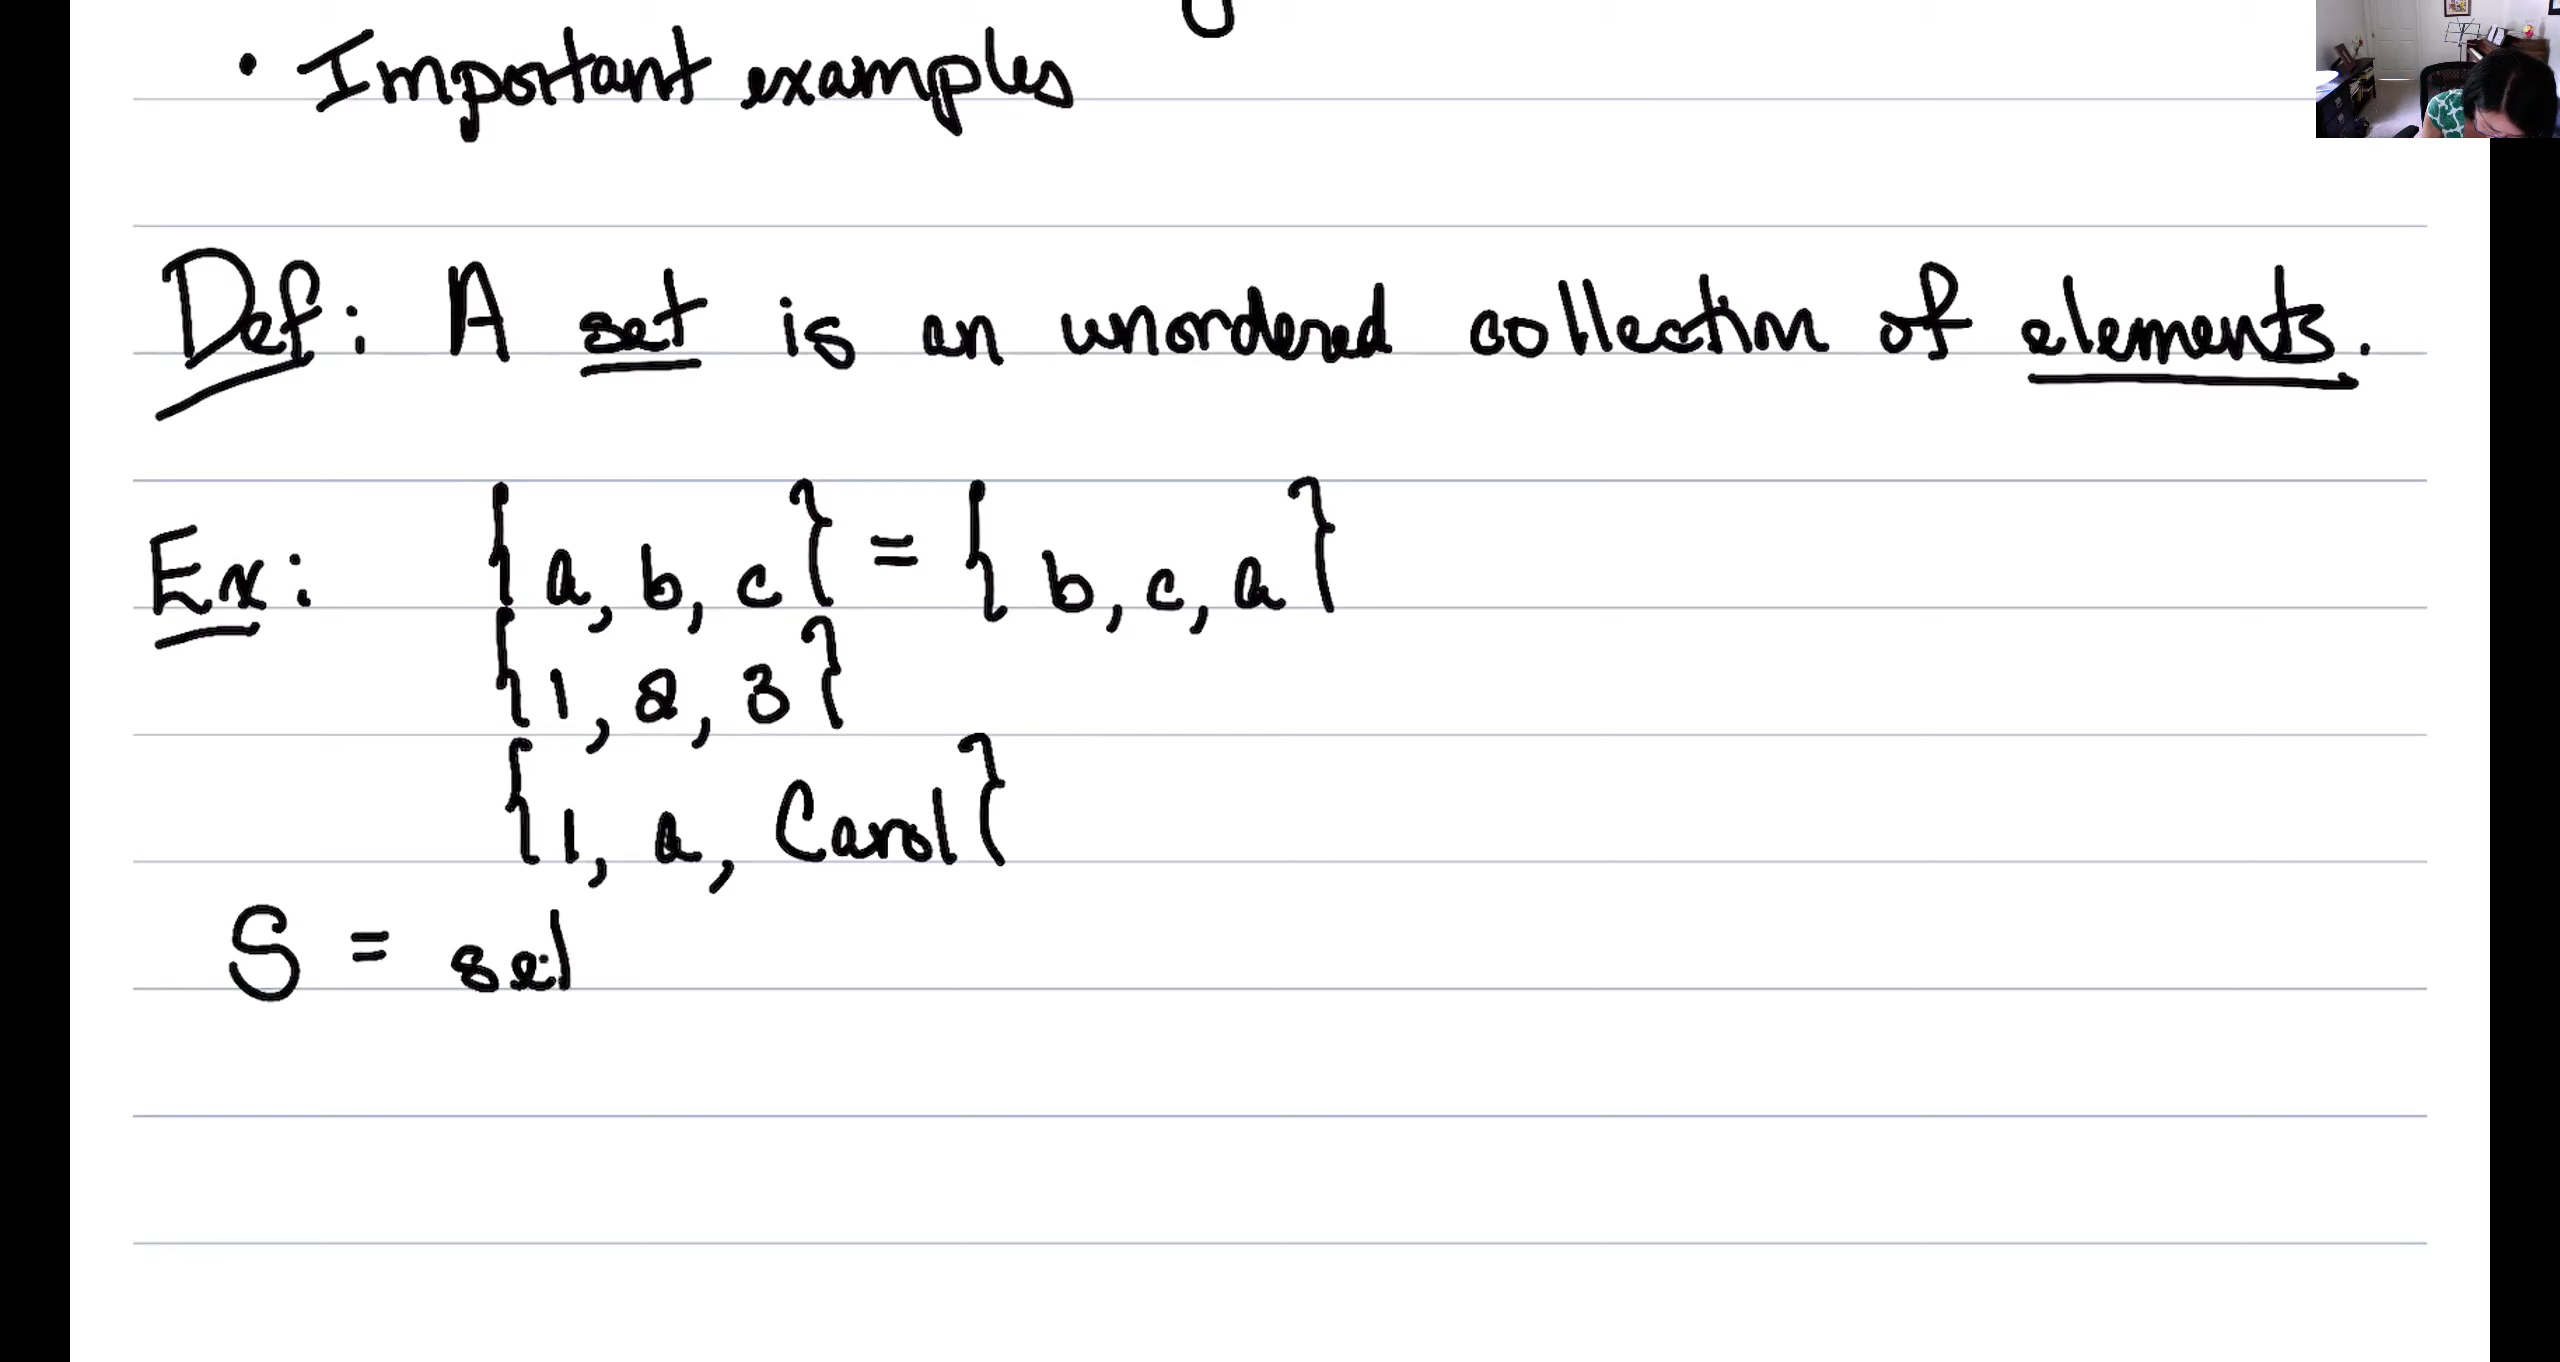 • Important examples
Def: A set is an unordered collection of elements.
Ex: {a, b, c} = {b, c, a}
{1, 2, 3}
{1, a, Carol}
S = set